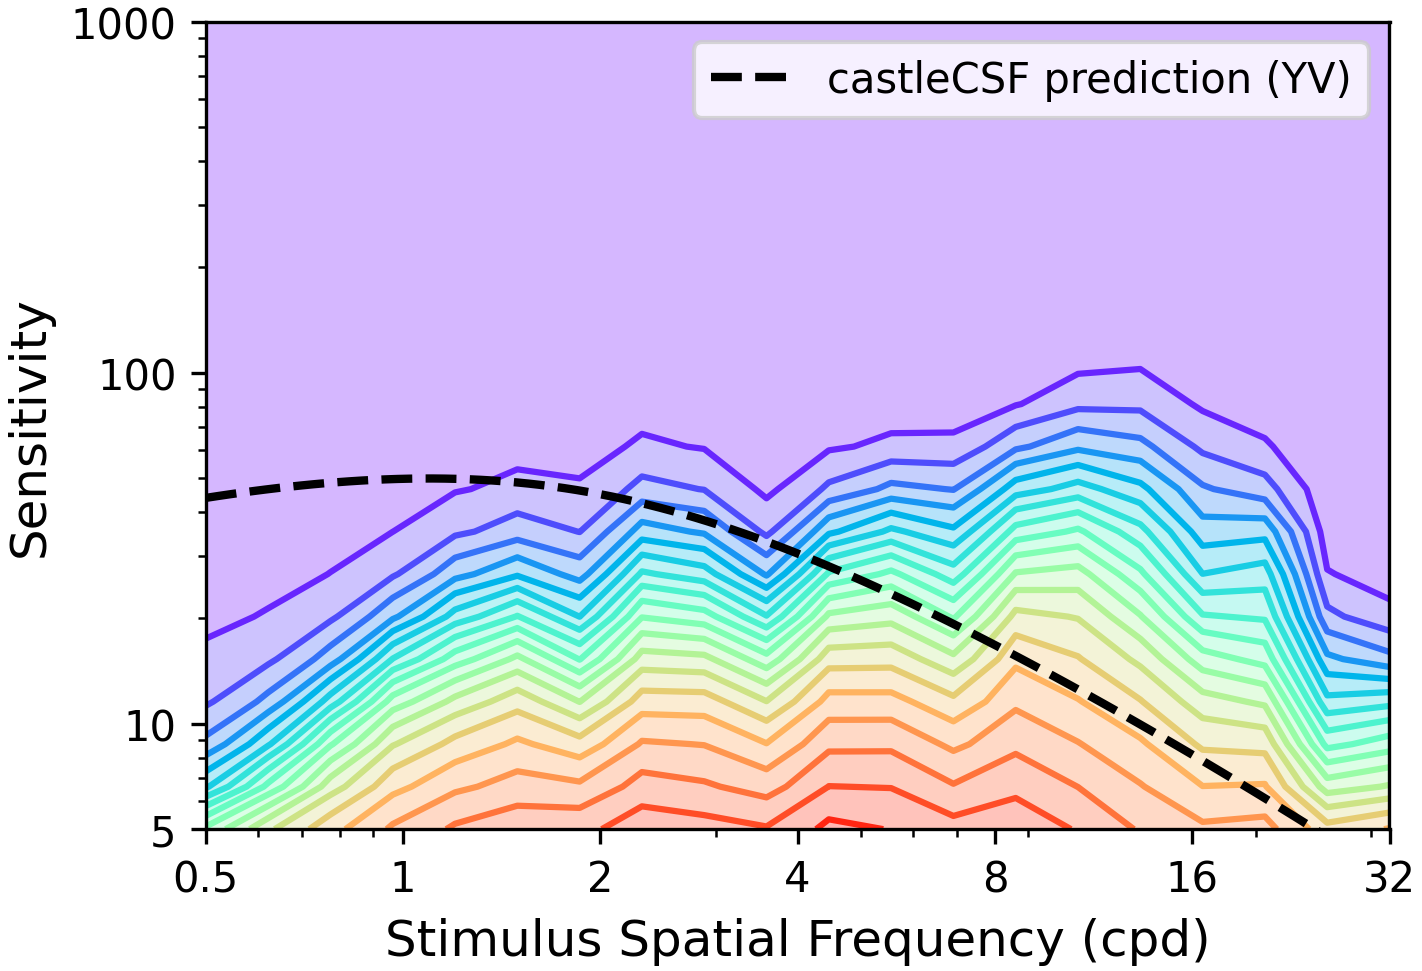 1000
castleCSF prediction (YV)
100
Sensitivity
10
5
0.5 1 2 4 8 16 32
Stimulus Spatial Frequency (cpd)